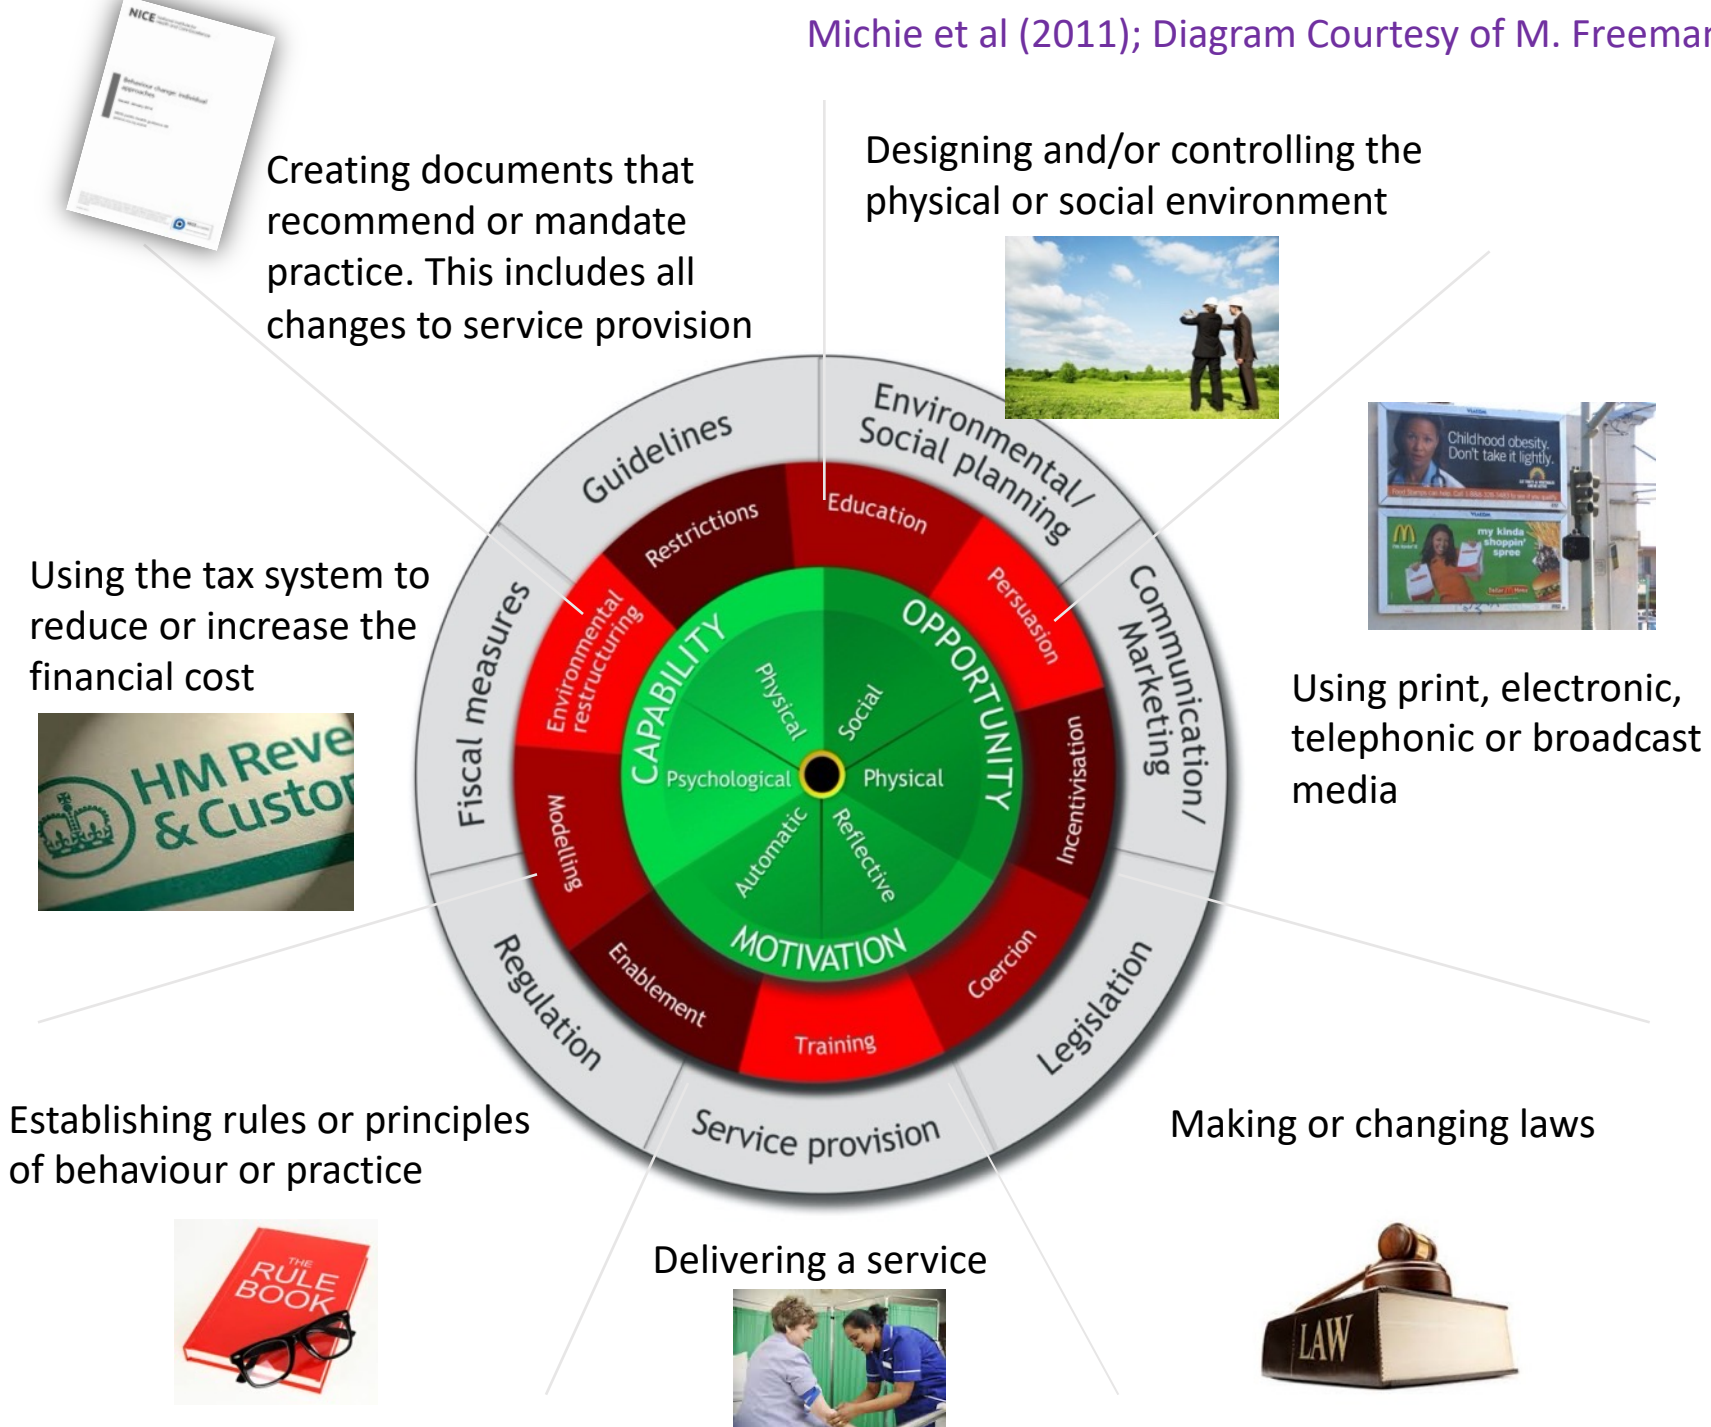 Michie et al (2011); Diagram Courtesy of M. Freeman
NICE
Behaviour change: individual
approaches
Creating documents that
recommend or mandate
practice. This includes all
changes to service provision
Designing and/or controlling the
physical or social environment
Childhood obesity.
Don't take it lightly.
my kinda
shoppin'
spree
Using print, electronic,
telephonic or broadcast
media
Using the tax system to
reduce or increase the
financial cost
HM Reve
& Custo
Guidelines
Environmental/
Social planning
Communication/
Marketing
Legislation
Service provision
Regulation
Fiscal measures
Restrictions
Education
Persuasion
Incentivisation
Coercion
Training
Enablement
Modelling
Environmental
restructuring
CAPABILITY
OPPORTUNITY
MOTIVATION
Physical
Social
Psychological
Physical
Automatic
Reflective
Establishing rules or principles
of behaviour or practice
THE
RULE
BOOK
Delivering a service
Making or changing laws
LAW